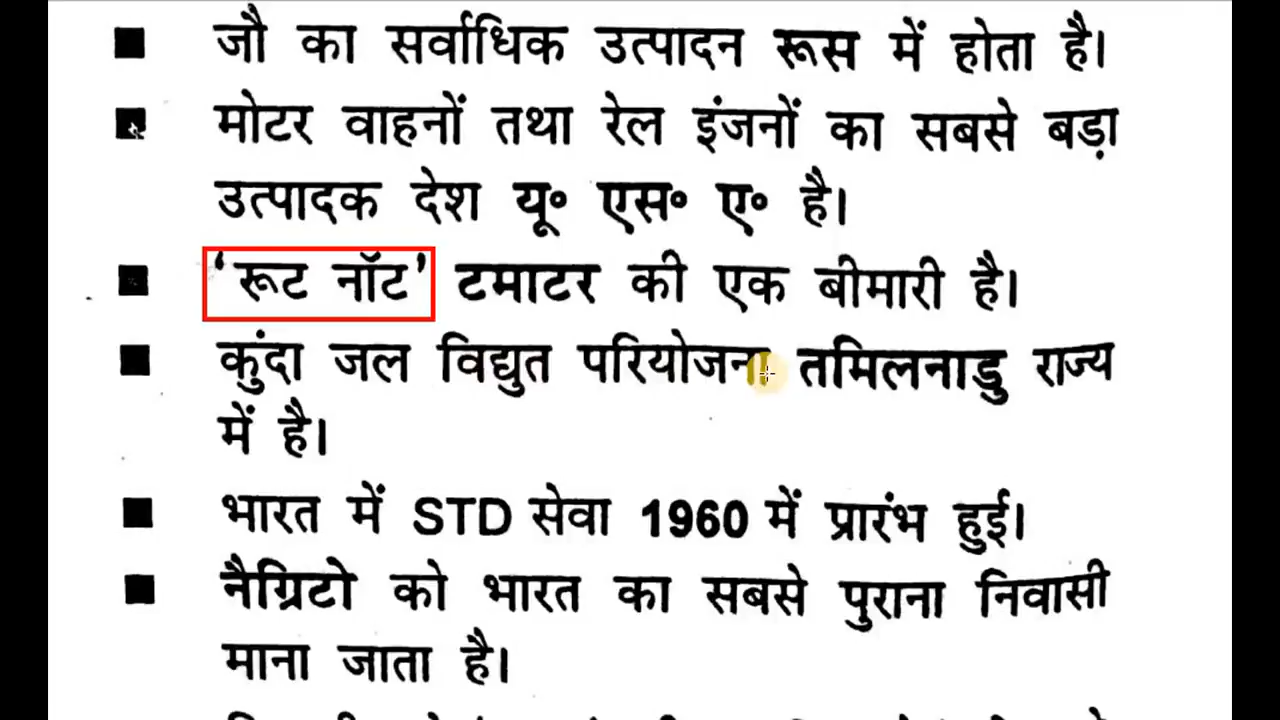 जौ का सर्वाधिक उत्पादन रूस में होता है।
मोटर वाहनों तथा रेल इंजनों का सबसे बड़ा
उत्पादक देश यू॰ एस॰ ए॰ है।
‘रूट नॉट’ टमाटर की एक बीमारी है।
कुंदा जल विद्युत परियोजना तमिलनाडु राज्य
में है।
भारत में STD सेवा 1960 में प्रारंभ हुई।
नैग्रिटो को भारत का सबसे पुराना निवासी
माना जाता है।